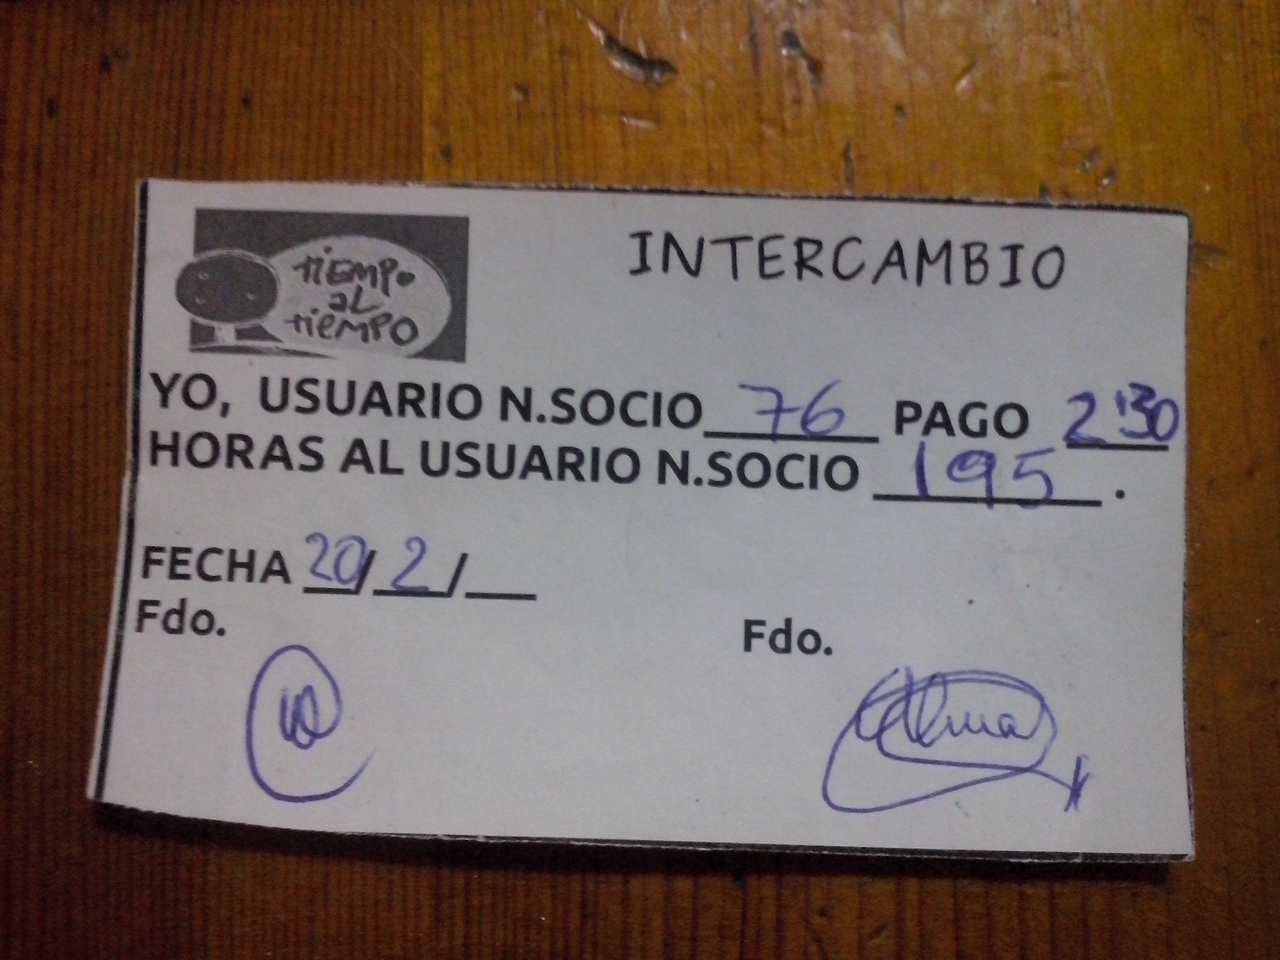 tiEMPo
aL
tiEMPO
INTERCAMBIO
YO, USUARIO N.SOCIO 76 PAGO 2'30
HORAS AL USUARIO N.SOCIO 195.
FECHA 20/2/__
Fdo.
Fdo.